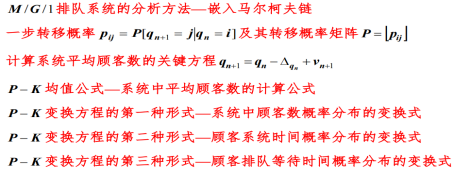 M / G / 1排队系统的分析方法—嵌入马尔柯夫链
一步转移概率 p_{ij} = P[q_{n+1} = j|q_n = i]及其转移概率矩阵 P = ⌊p_{ij}⌋
计算系统平均顾客数的关键方程 q_{n+1} = q_n − Δ_{q_n} + v_{n+1}
P − K 均值公式—系统中平均顾客数的计算公式
P − K 变换方程的第一种形式—系统中顾客数概率分布的变换式
P − K 变换方程的第二种形式—顾客系统时间概率分布的变换式
P − K 变换方程的第三种形式—顾客排队等待时间概率分布的变换式